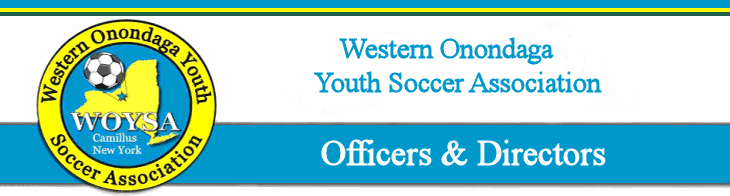 Western Onondaga Youth
WOYSA
Camillus
New York
Soccer Association
Western Onondaga
Youth Soccer Association
Officers & Directors